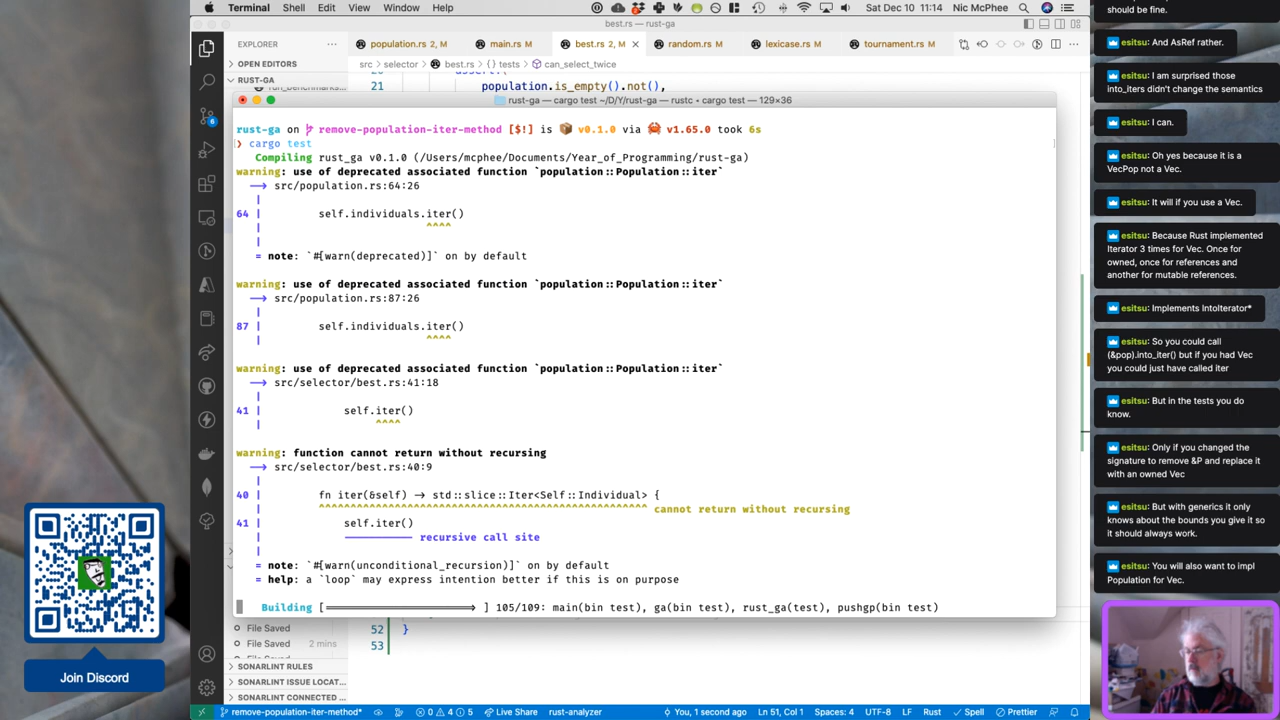 Terminal Shell Edit View Window Help
Sat Dec 10 11:14 Nic McPhee
best.rs — rust-ga
EXPLORER
population.rs 2, M main.rs M best.rs 2, M random.rs M lexicase.rs M tournament.rs M
OPEN EDITORS
src > selector > best.rs > {} tests > can_select_twice
RUST-GA
run_benchmarks...
21 population.is_empty().not(),
rust-ga — cargo test ~/D/Y/rust-ga — rustc • cargo test — 129×36
rust-ga on remove-population-iter-method [$!] is 📦 v0.1.0 via 🦀 v1.65.0 took 6s
❯ cargo test
Compiling rust_ga v0.1.0 (/Users/mcphee/Documents/Year_of_Programming/rust-ga)
warning: use of deprecated associated function `population::Population::iter`
--> src/population.rs:64:26
|
64 | self.individuals.iter()
| ^^^^
|
= note: `#[warn(deprecated)]` on by default
warning: use of deprecated associated function `population::Population::iter`
--> src/population.rs:87:26
|
87 | self.individuals.iter()
| ^^^^
warning: use of deprecated associated function `population::Population::iter`
--> src/selector/best.rs:41:18
|
41 | self.iter()
| ^^^^
warning: function cannot return without recursing
--> src/selector/best.rs:40:9
|
40 | fn iter(&self) -> std::slice::Iter<Self::Individual> {
| ^^^^^^^^^^^^^^^^^^^^^^^^^^^^^^^^^^^^^^^^^^^^^^^^^^^^ cannot return without recursing
41 | self.iter()
| ----------- recursive call site
|
= note: `#[warn(unconditional_recursion)]` on by default
= help: a `loop` may express intention better if this is on purpose
Building [=======================> ] 105/109: main(bin test), ga(bin test), rust_ga(test), pushgp(bin test)
52 }
53
File Saved
File Saved 2 mins
SONARLINT RULES
SONARLINT ISSUE LOCAT...
SONARLINT CONNECTED ...
remove-population-iter-method* 0 4 5 Live Share rust-analyzer You, 1 second ago Ln 51, Col 1 Spaces: 4 UTF-8 LF Rust Spell Prettier
Join Discord
6
should be fine.
esitsu: And AsRef rather.
esitsu: I am surprised those
into_iters didn't change the semantics
esitsu: I can.
esitsu: Oh yes because it is a
VecPop not a Vec.
esitsu: It will if you use a Vec.
esitsu: Because Rust implemented
Iterator 3 times for Vec. Once for
owned, once for references and
another for mutable references.
esitsu: Implements IntoIterator*
esitsu: So you could call
(&pop).into_iter() but if you had Vec
you could just have called iter
esitsu: But in the tests you do
know.
esitsu: Only if you changed the
signature to remove &P and replace it
with an owned Vec
esitsu: But with generics it only
knows about the bounds you give it so
it should always work.
esitsu: You will also want to impl
Population for Vec.